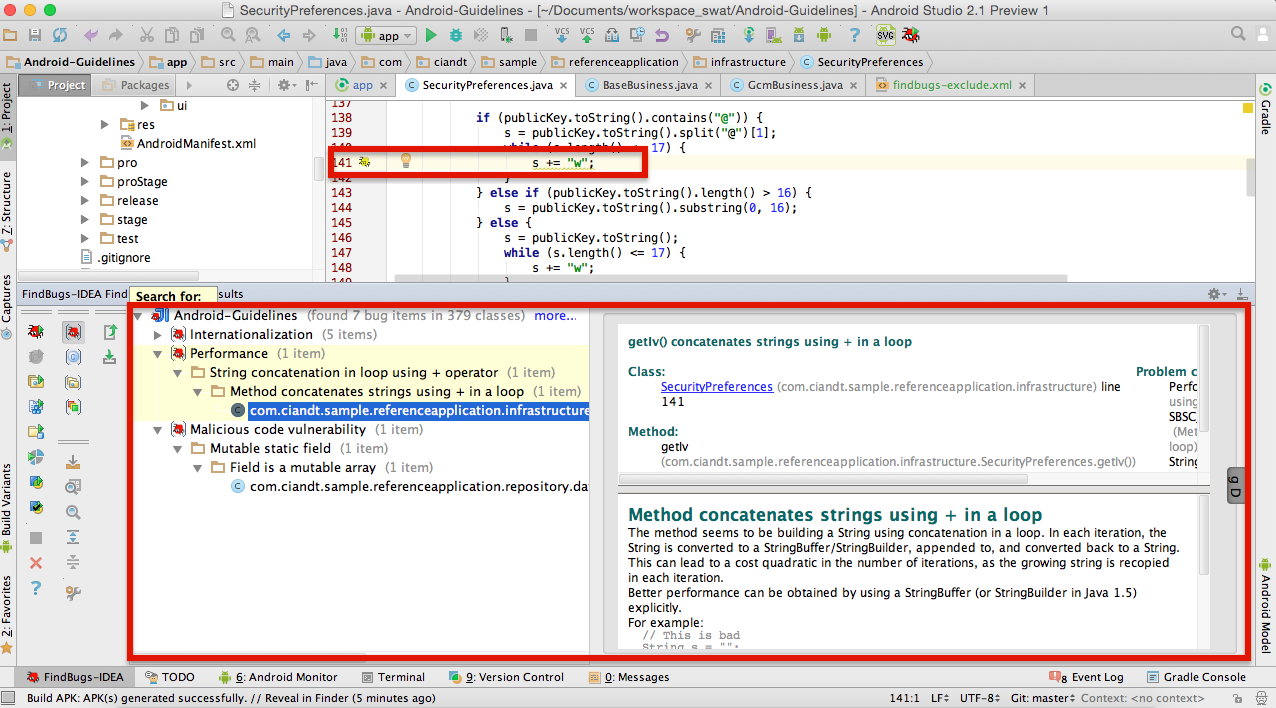 SecurityPreferences.java - Android-Guidelines - [~/Documents/workspace_swat/Android-Guidelines] - Android Studio 2.1 Preview 1
app VCS VCS ? SVG
Android-Guidelines app src main java com ciandt sample referenceapplication infrastructure SecurityPreferences
Project Packages app SecurityPreferences.java BaseBusiness.java GcmBusiness.java findbugs-exclude.xml
1: Project
Z: Structure
Captures
Build Variants
2: Favorites
ui
res
AndroidManifest.xml
pro
proStage
release
stage
test
.gitignore
137
138 if (publicKey.toString().contains("@")) {
139 s = publicKey.toString().split("@")[1];
17) {
141 s += "w";
142 }
143 } else if (publicKey.toString().length() > 16) {
144 s = publicKey.toString().substring(0, 16);
145 } else {
146 s = publicKey.toString();
147 while (s.length() <= 17) {
148 s += "w";
149 }
Gradle
Android Model
FindBugs-IDEA Find
Search for:
sults
Android-Guidelines (found 7 bug items in 379 classes) more...
Internationalization (5 items)
Performance (1 item)
String concatenation in loop using + operator (1 item)
Method concatenates strings using + in a loop (1 item)
com.ciandt.sample.referenceapplication.infrastructure
Malicious code vulnerability (1 item)
Mutable static field (1 item)
Field is a mutable array (1 item)
com.ciandt.sample.referenceapplication.repository.da
getIv() concatenates strings using + in a loop
Class:
SecurityPreferences (com.ciandt.sample.referenceapplication.infrastructure) line
141
Method:
getIv
(com.ciandt.sample.referenceapplication.infrastructure.SecurityPreferences.getIv())
Problem c
Perfo
using
SBSC_
(Met
loop)
String
g D
Method concatenates strings using + in a loop
The method seems to be building a String using concatenation in a loop. In each iteration, the
String is converted to a StringBuffer/StringBuilder, appended to, and converted back to a String.
This can lead to a cost quadratic in the number of iterations, as the growing string is recopied
in each iteration.
Better performance can be obtained by using a StringBuffer (or StringBuilder in Java 1.5)
explicitly.
For example:
// This is bad
String s = "";
FindBugs-IDEA TODO 6: Android Monitor Terminal 9: Version Control 0: Messages 8 Event Log Gradle Console
Build APK: APK(s) generated successfully. // Reveal in Finder (5 minutes ago) 141:1 LF UTF-8 Git: master Context: <no context>